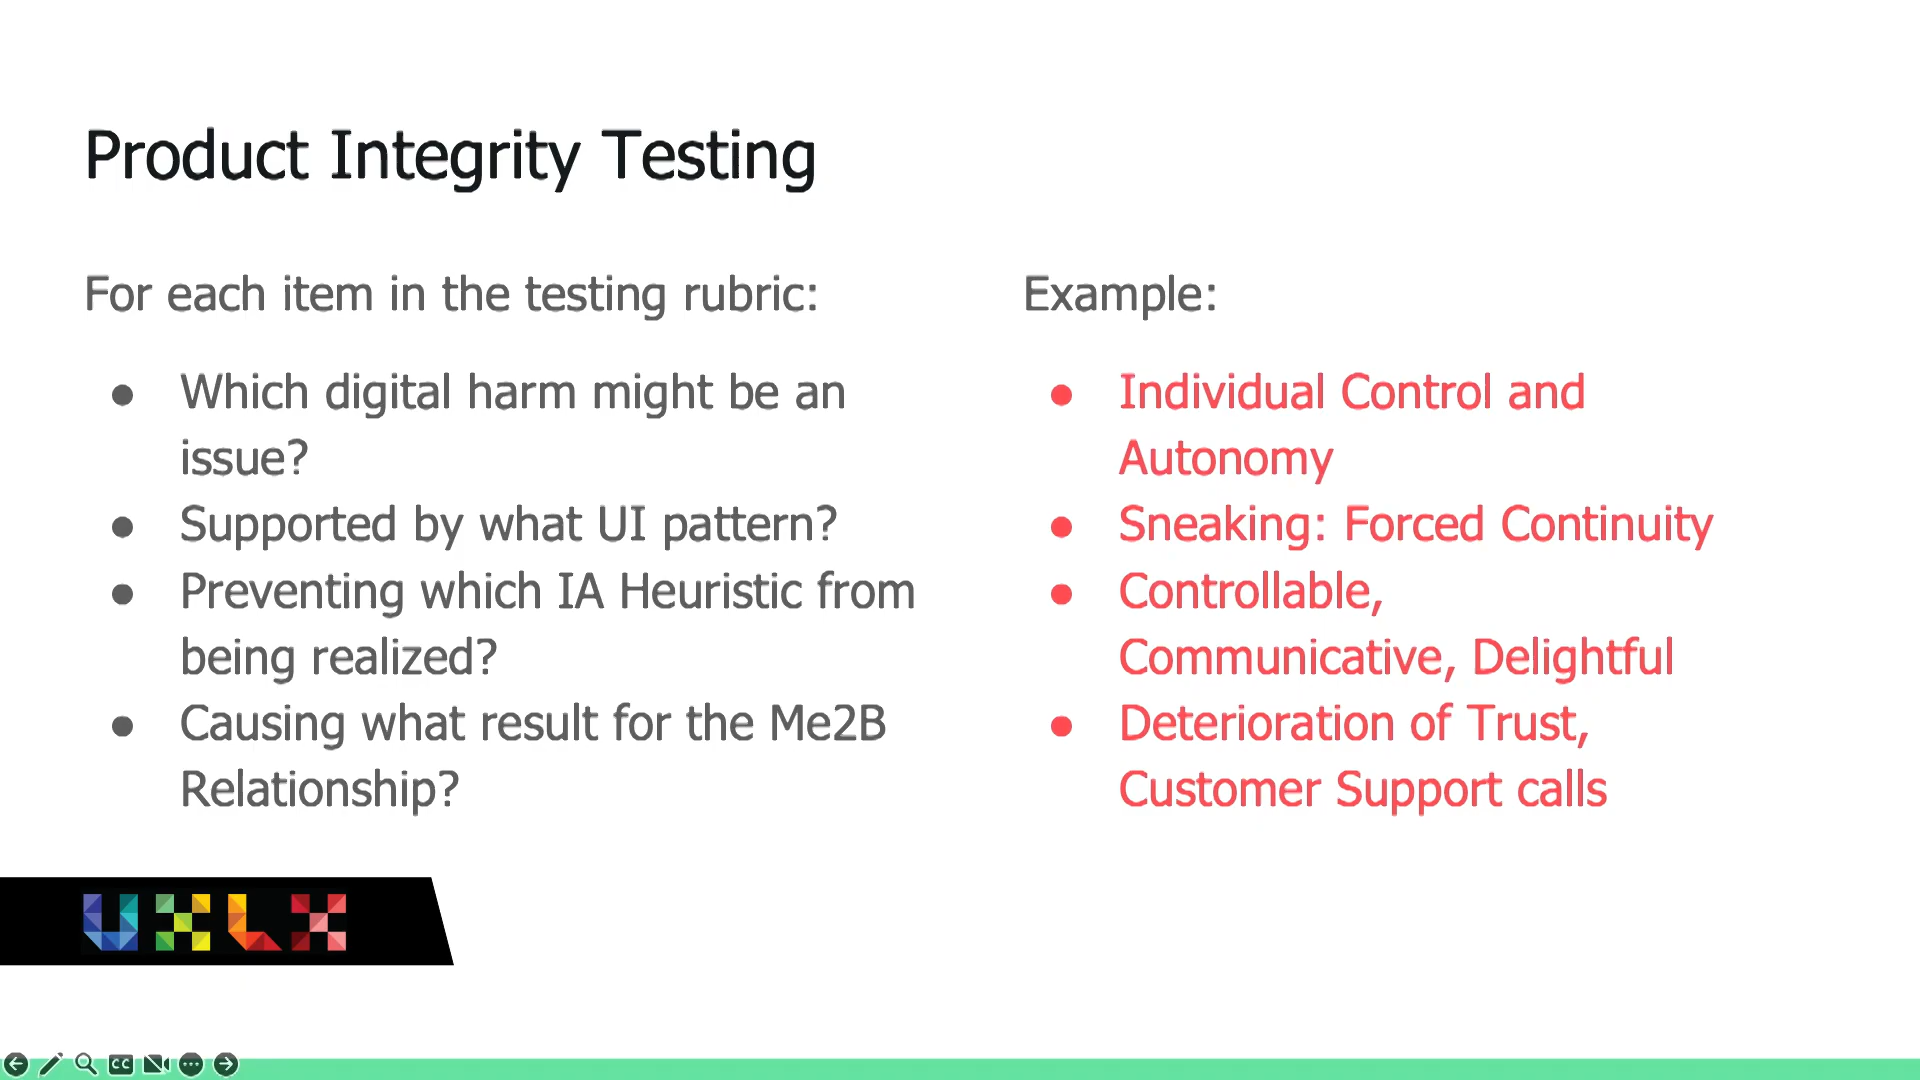 Product Integrity Testing
For each item in the testing rubric:
● Which digital harm might be an
issue?
● Supported by what UI pattern?
● Preventing which IA Heuristic from
being realized?
● Causing what result for the Me2B
Relationship?
Example:
● Individual Control and
Autonomy
● Sneaking: Forced Continuity
● Controllable,
Communicative, Delightful
● Deterioration of Trust,
Customer Support calls
UXLX
CC